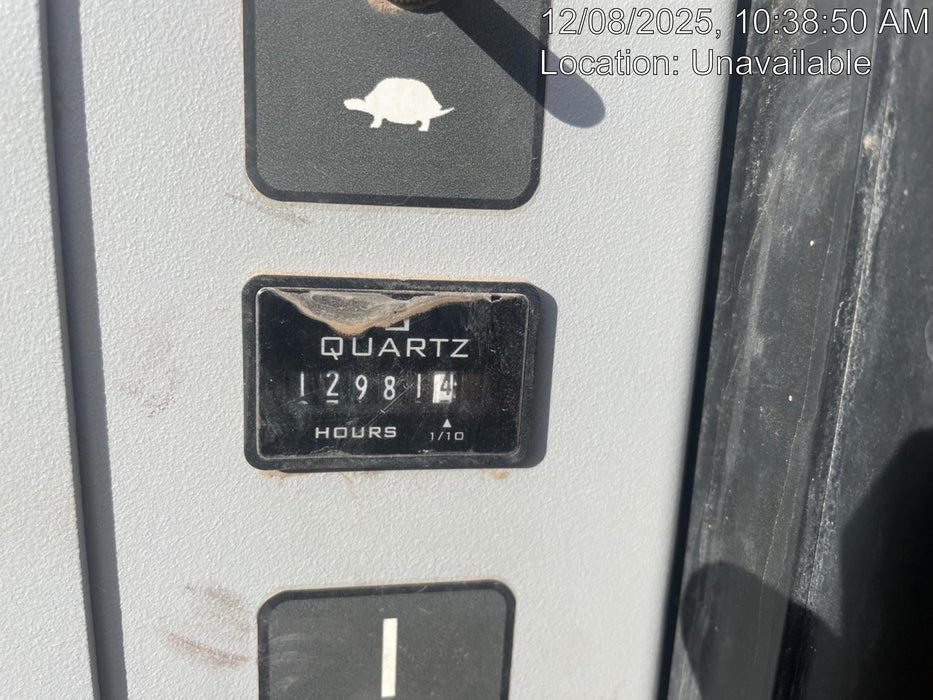 12/08/2025, 10:38:50 AM
Location: Unavailable
QUARTZ
129814
HOURS 1/10